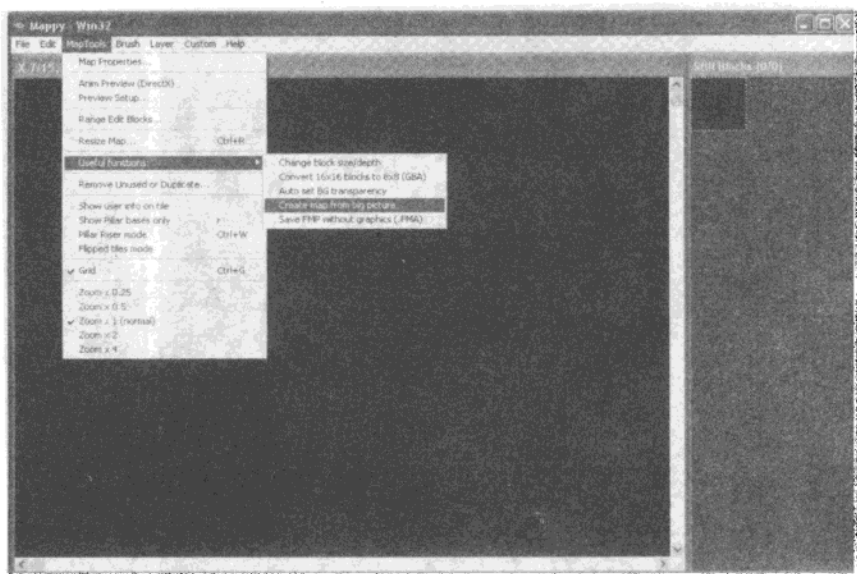 Mappy - Win32
File Edit MapTools Brush Layer Custom Help
Map Properties...
Anim Preview (DirectX)
Preview Setup...
Range Edit Blocks...
Resize Map... Ctrl+R
Useful functions
Remove Unused or Duplicate...
Show user info on tile
Show Pillar bases only
Pillar Riser mode Ctrl+W
Flipped tiles mode
Grid Ctrl+G
Zoom x 0.25
Zoom x 0.5
Zoom x 1 (normal)
Zoom x 2
Zoom x 4
Change block size/depth
Convert 16x16 blocks to 8x8 (GBA)
Auto set BG transparency
Create map from big picture
Save FMP without graphics (.FMA)
Still Blocks (0/0)